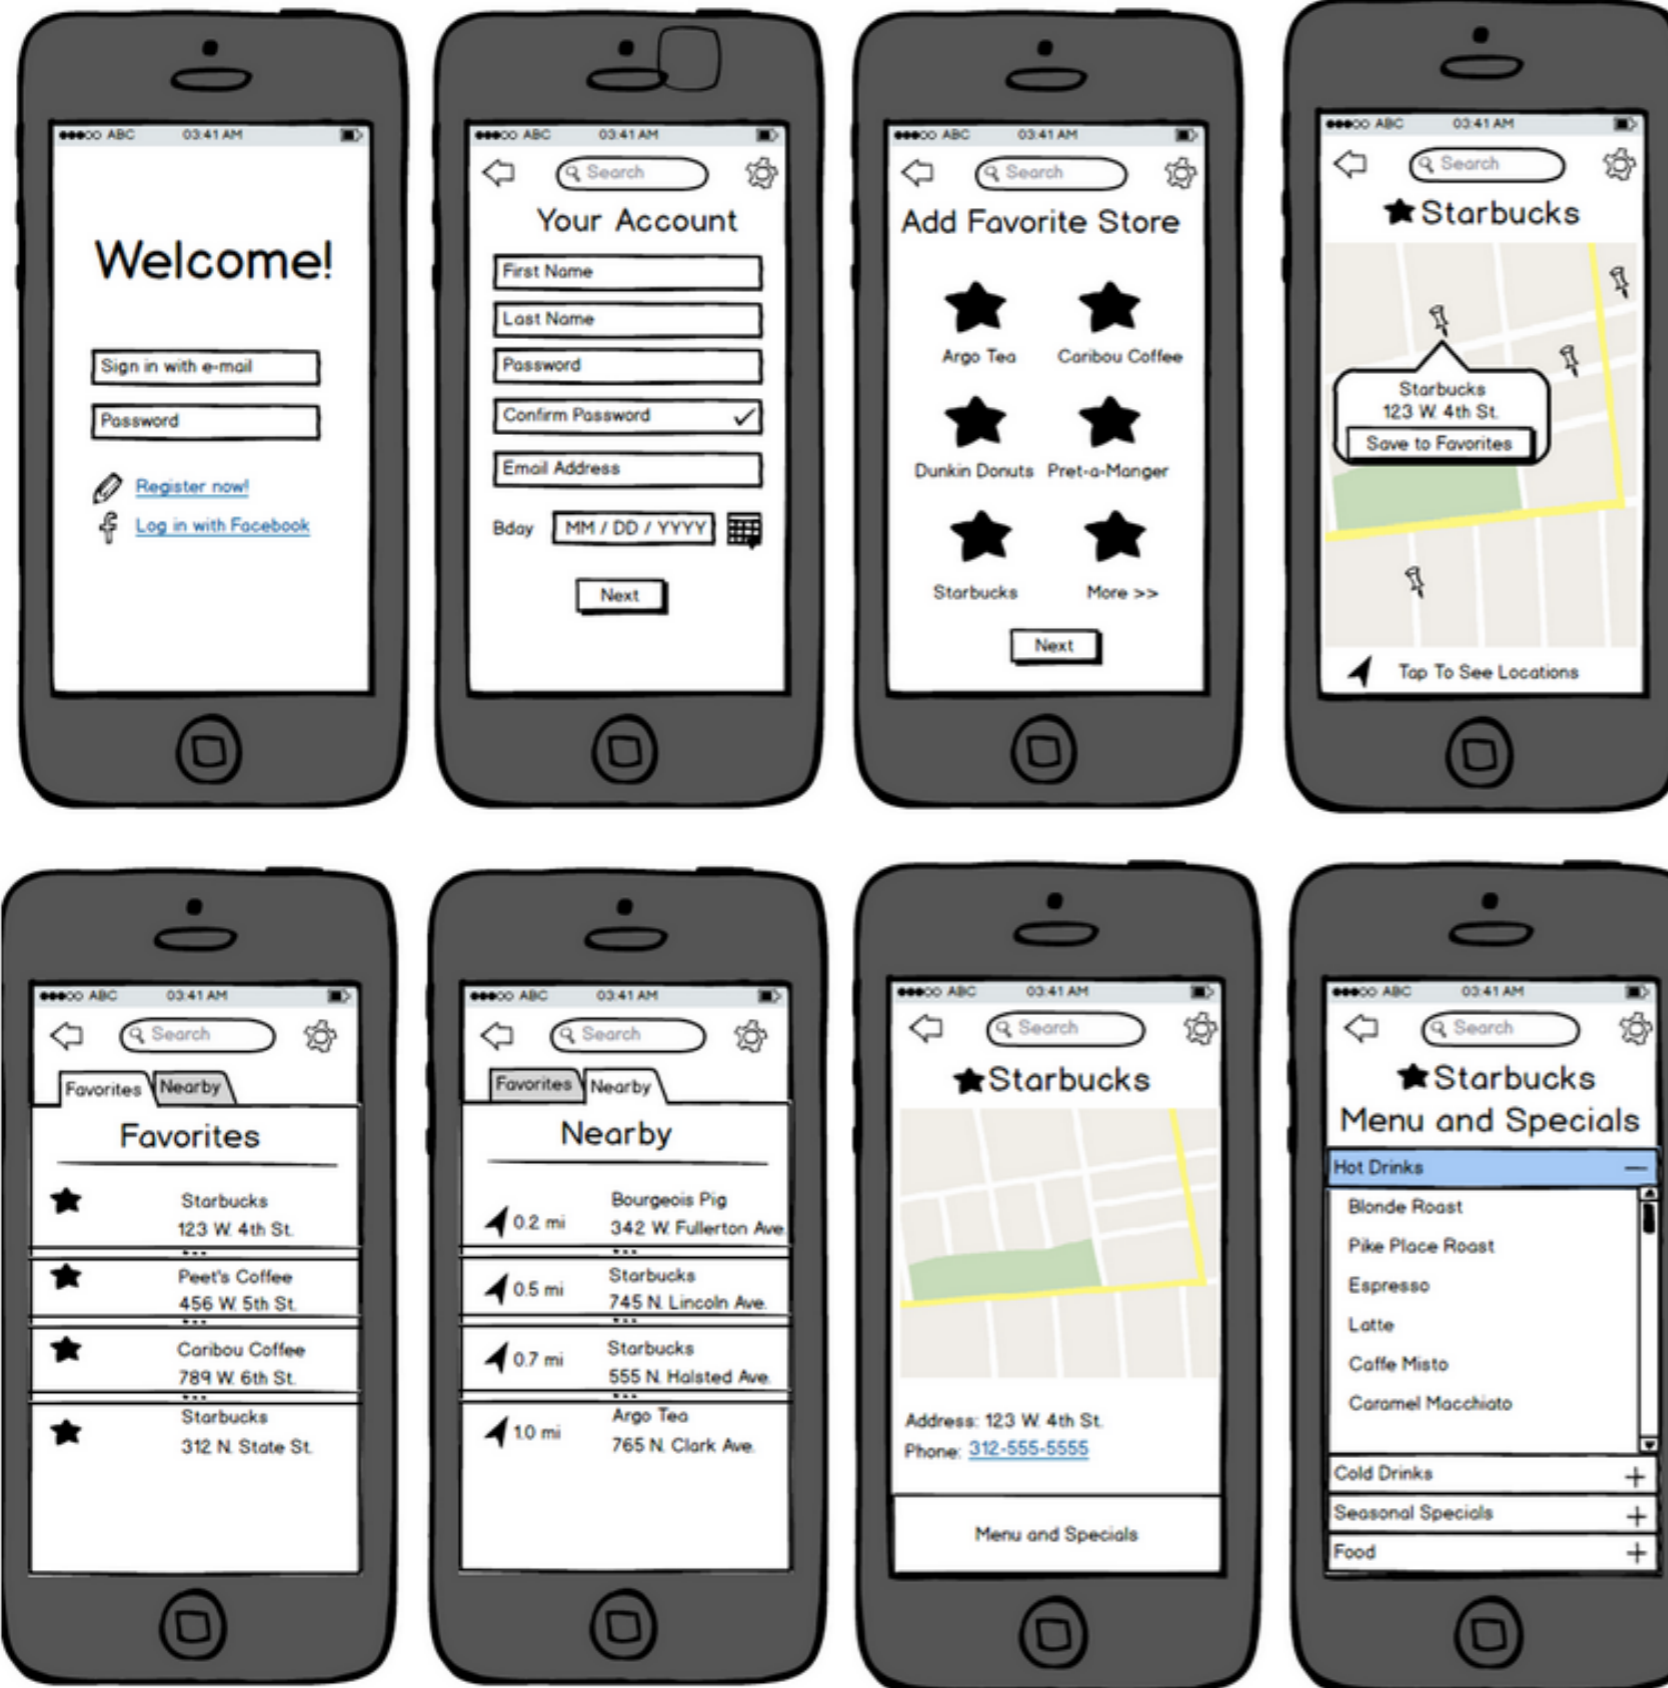 ABC 03:41 AM
Welcome!
Sign in with e-mail
Password
Register now!
Log in with Facebook
ABC 03:41 AM
Search
Your Account
First Name
Last Name
Password
Confirm Password
Email Address
Bday MM / DD / YYYY
Next
ABC 03:41 AM
Search
Add Favorite Store
Argo Tea Caribou Coffee
Dunkin Donuts Pret-a-Manger
Starbucks More >>
Next
ABC 03:41 AM
Search
Starbucks
Starbucks
123 W. 4th St.
Save to Favorites
Tap To See Locations
ABC 03:41 AM
Search
Favorites Nearby
Favorites
Starbucks
123 W. 4th St.
Peet's Coffee
456 W. 5th St.
Caribou Coffee
789 W. 6th St.
Starbucks
312 N. State St.
ABC 03:41 AM
Search
Favorites Nearby
Nearby
Bourgeois Pig
0.2 mi 342 W. Fullerton Ave
Starbucks
0.5 mi 745 N. Lincoln Ave.
Starbucks
0.7 mi 555 N. Halsted Ave.
Argo Tea
1.0 mi 765 N. Clark Ave.
ABC 03:41 AM
Search
Starbucks
Address: 123 W. 4th St.
Phone: 312-555-5555
Menu and Specials
ABC 03:41 AM
Search
Starbucks
Menu and Specials
Hot Drinks
Blonde Roast
Pike Place Roast
Espresso
Latte
Caffe Misto
Caramel Macchiato
Cold Drinks
Seasonal Specials
Food